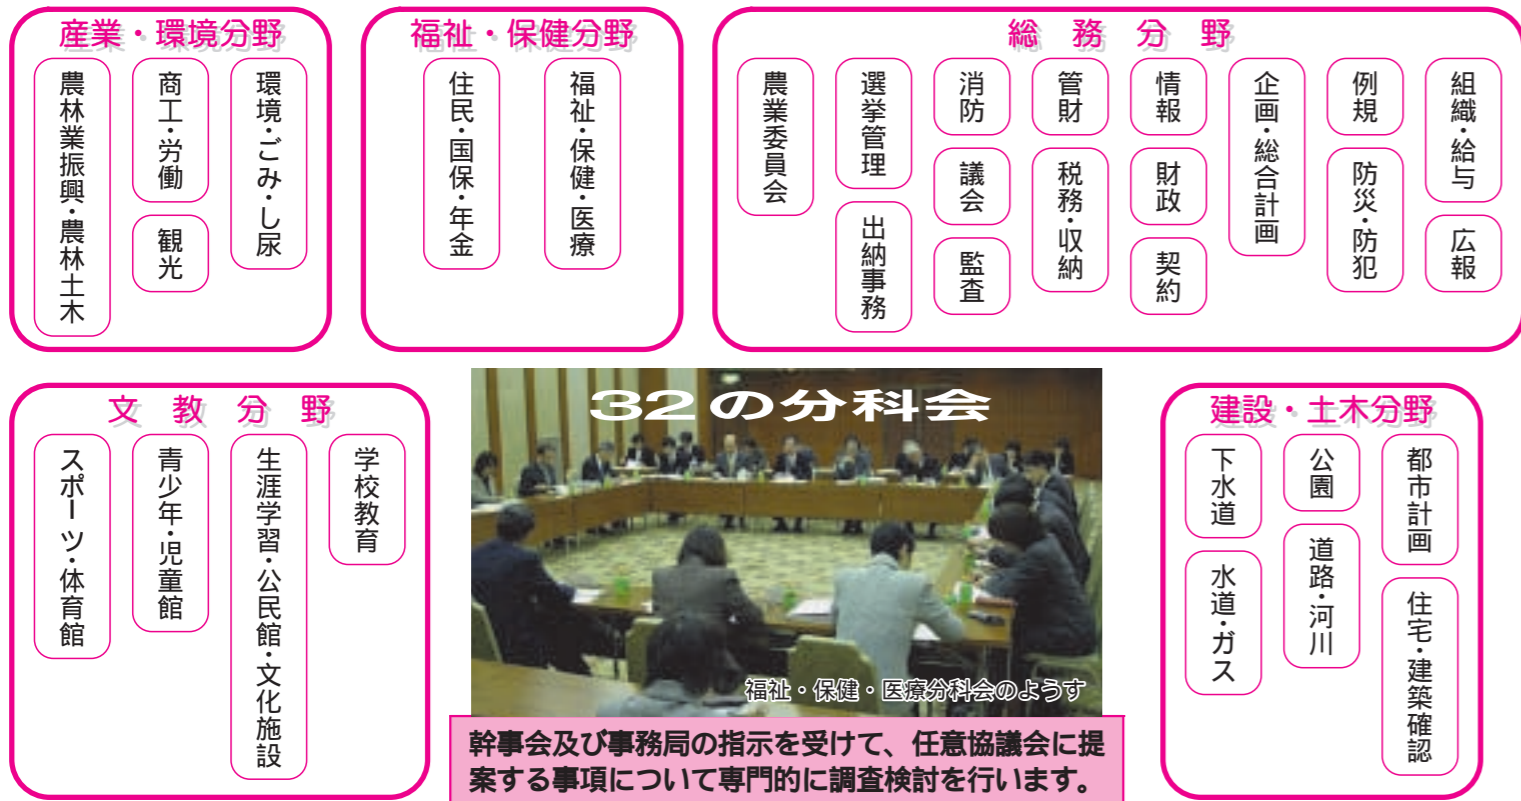 産業・環境分野
農林業振興・農林土木
商工・労働
観光
環境・ごみ・し尿
福祉・保健分野
住民・国保・年金
福祉・保健・医療
総務分野
農業委員会
選挙管理
出納事務
消防
議会
監査
管財
税務・収納
情報
財政
契約
企画・総合計画
例規
防災・防犯
組織・給与
広報
文教分野
スポーツ・体育館
青少年・児童館
生涯学習・公民館・文化施設
学校教育
32の分科会
福祉・保健・医療分科会のようす
幹事会及び事務局の指示を受けて、任意協議会に提
案する事項について専門的に調査検討を行います。
建設・土木分野
下水道
水道・ガス
公園
道路・河川
都市計画
住宅・建築確認